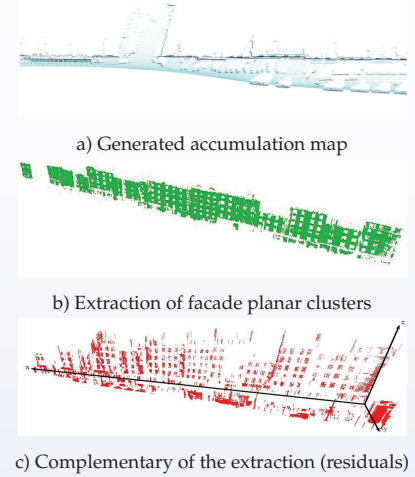 a) Generated accumulation map
b) Extraction of facade planar clusters
z
x
y
c) Complementary of the extraction (residuals)